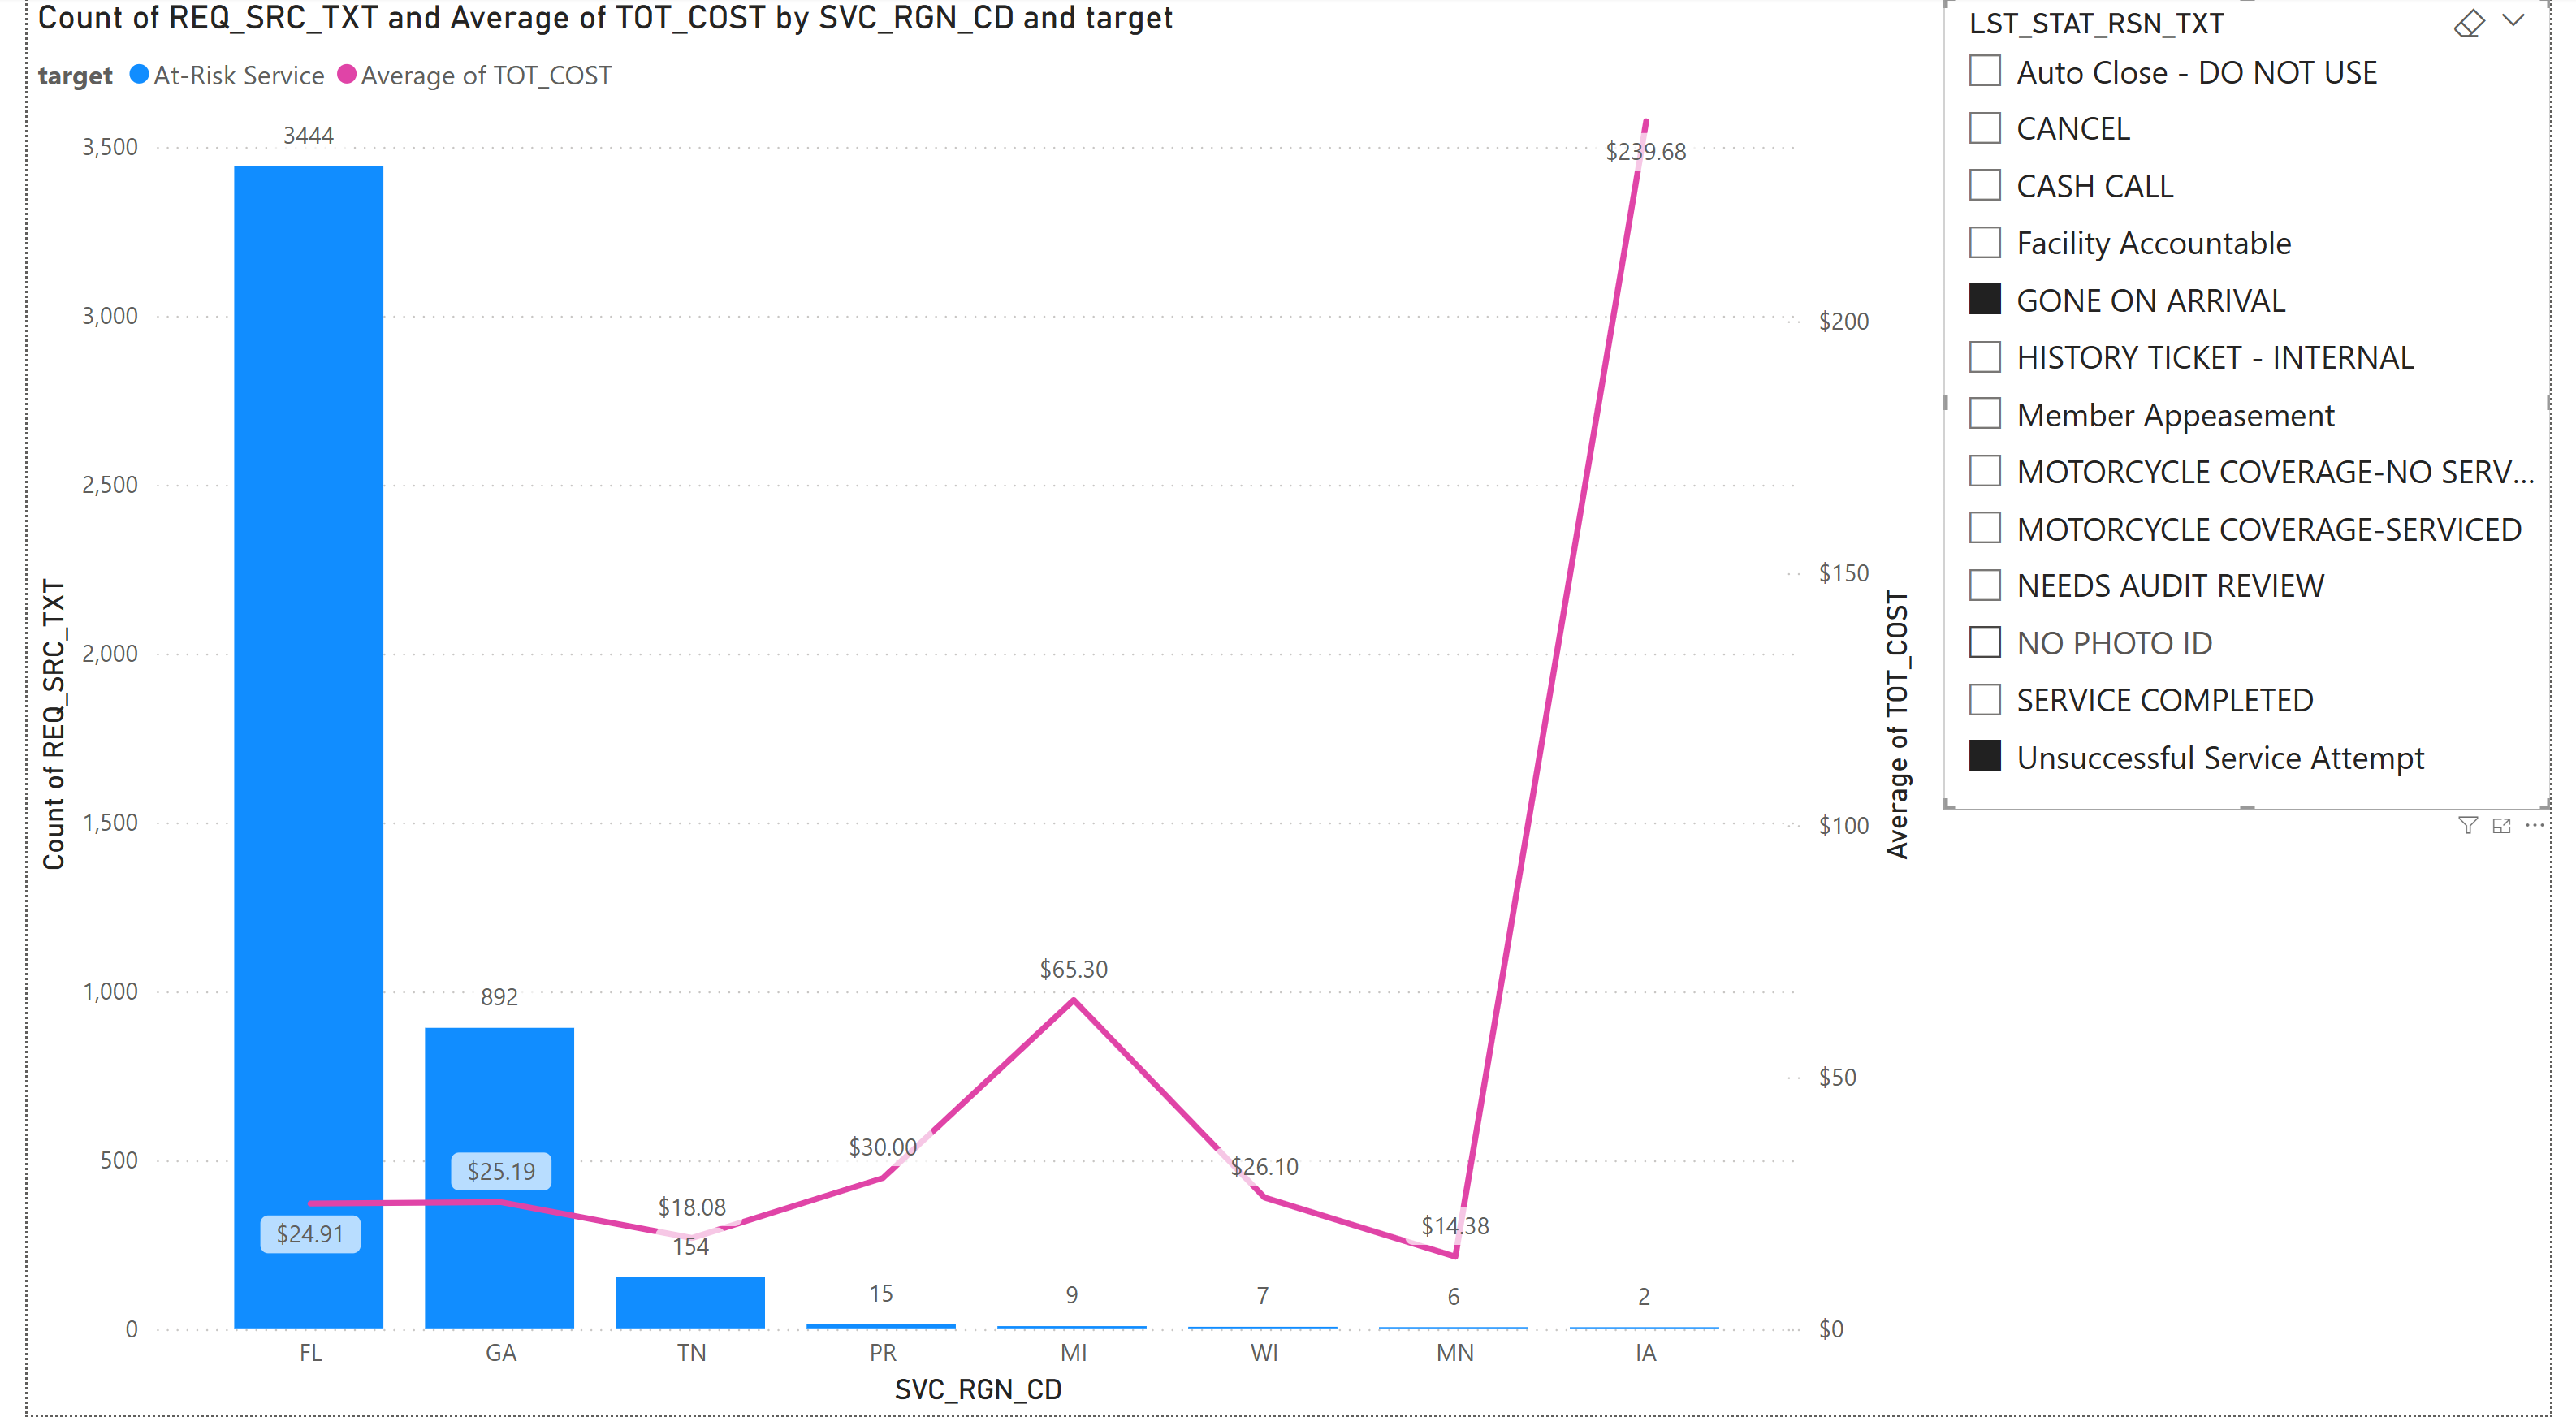 Count of REQ_SRC_TXT and Average of TOT_COST by SVC_RGN_CD and target
target At-Risk Service Average of TOT_COST
Count of REQ_SRC_TXT
3,500
3,000
2,500
2,000
1,500
1,000
500
0
3444
892
154
15
9
7
6
2
$24.91
$25.19
$18.08
$30.00
$65.30
$26.10
$14.38
$239.68
$200
$150
$100
$50
$0
Average of TOT_COST
FL GA TN PR MI WI MN IA
SVC_RGN_CD
LST_STAT_RSN_TXT
Auto Close - DO NOT USE
CANCEL
CASH CALL
Facility Accountable
GONE ON ARRIVAL
HISTORY TICKET - INTERNAL
Member Appeasement
MOTORCYCLE COVERAGE-NO SERV...
MOTORCYCLE COVERAGE-SERVICED
NEEDS AUDIT REVIEW
NO PHOTO ID
SERVICE COMPLETED
Unsuccessful Service Attempt